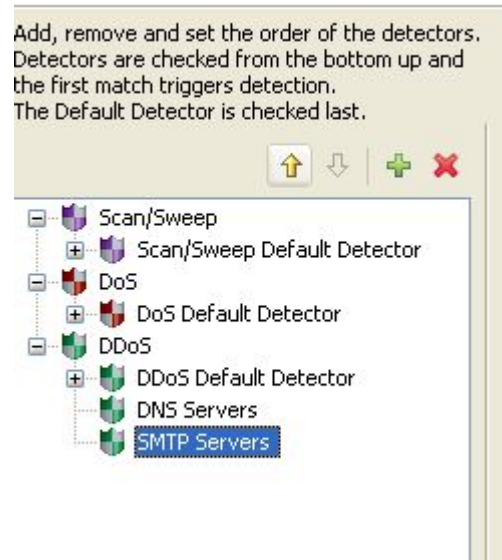 Add, remove and set the order of the detectors.
Detectors are checked from the bottom up and
the first match triggers detection.
The Default Detector is checked last.
Scan/Sweep
Scan/Sweep Default Detector
DoS
DoS Default Detector
DDoS
DDoS Default Detector
DNS Servers
SMTP Servers